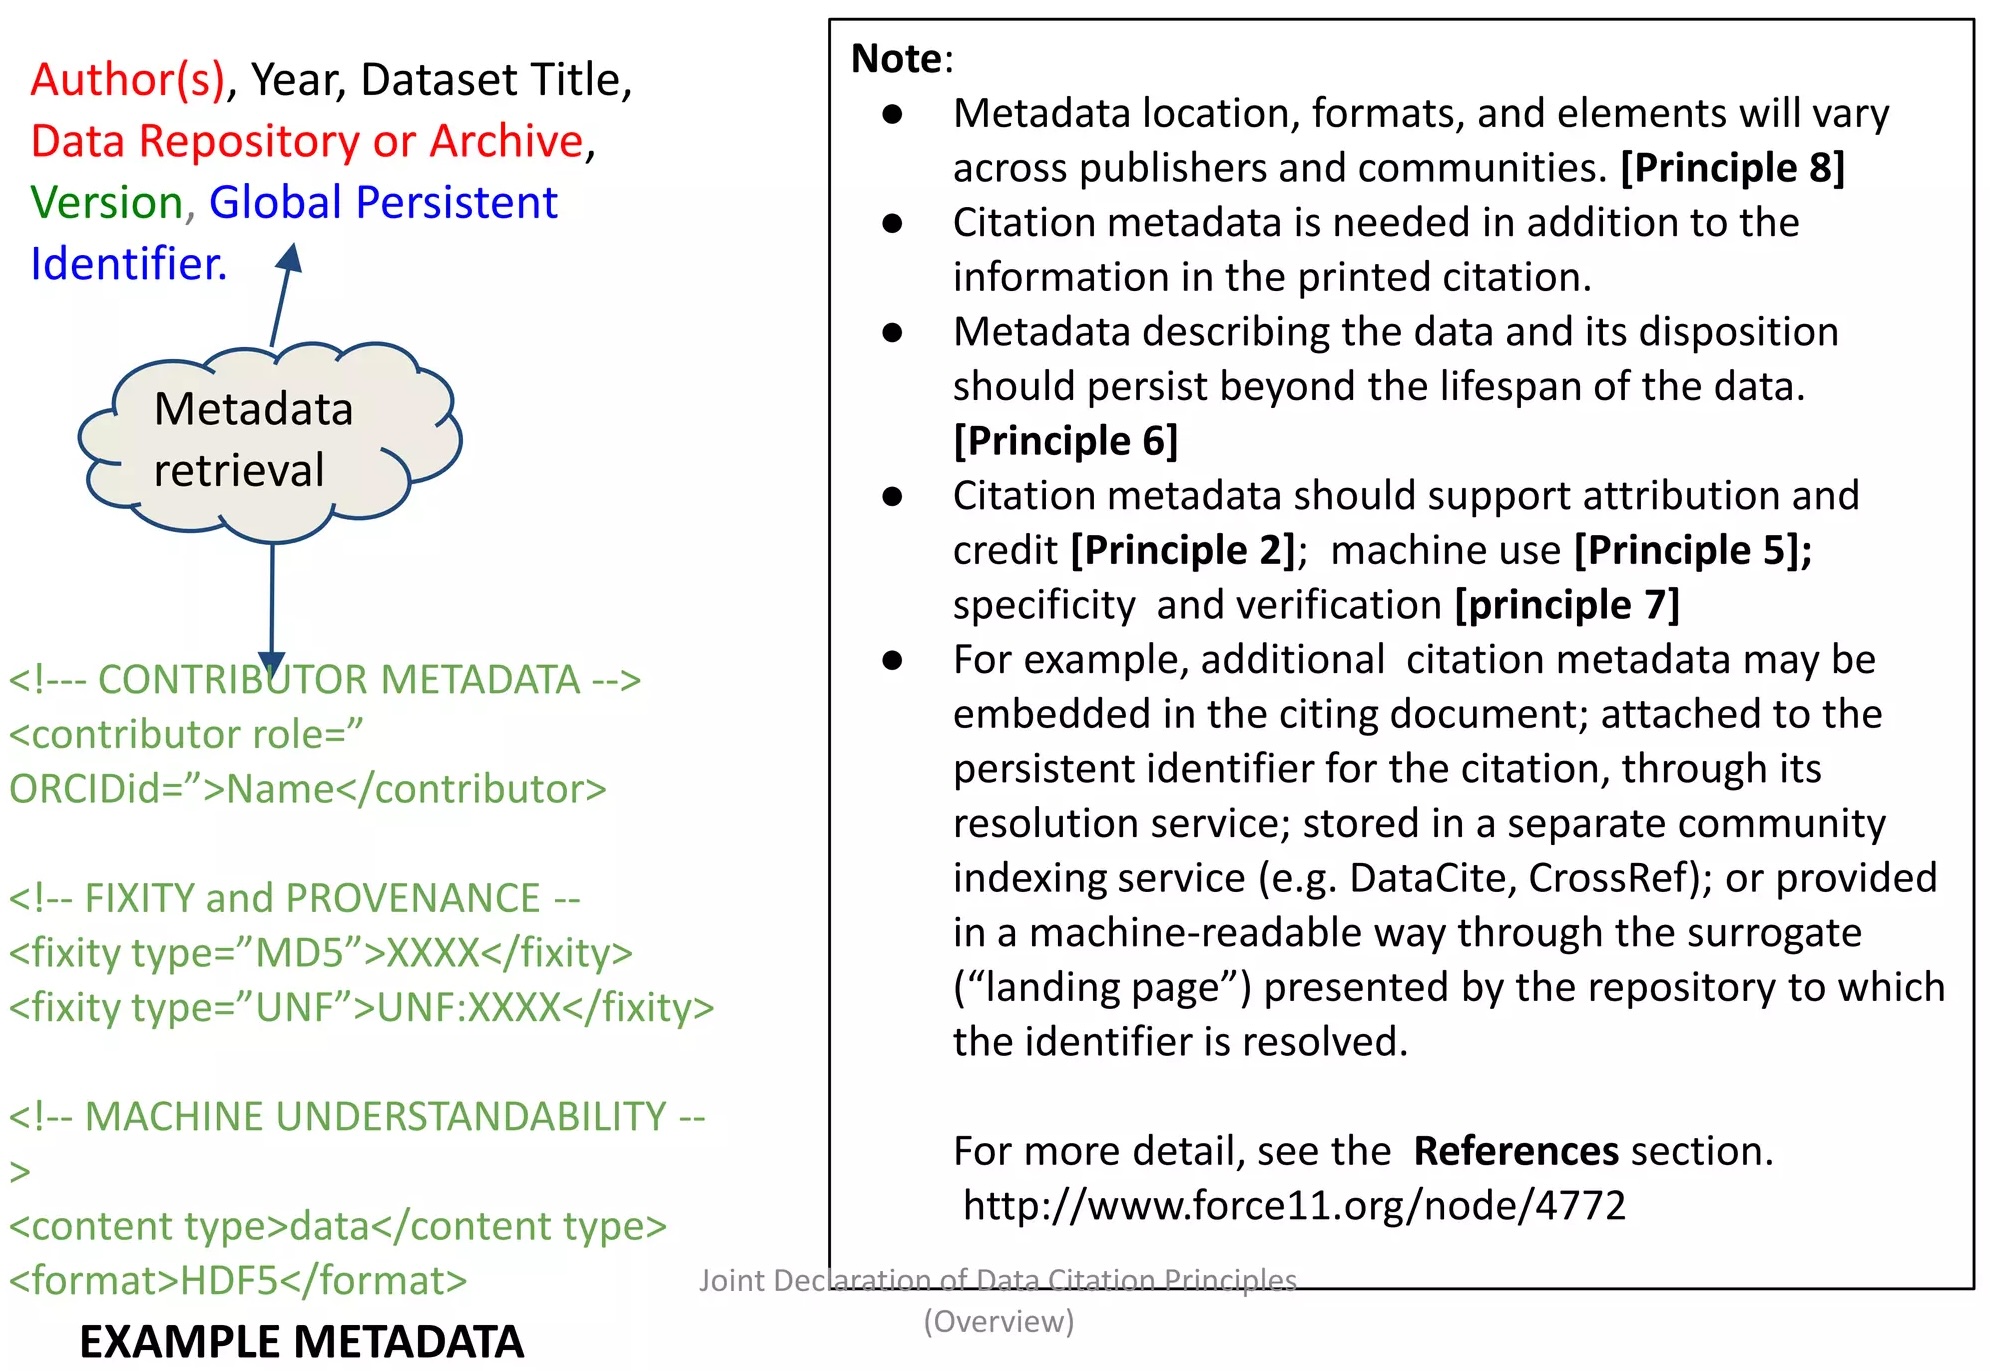 Author(s), Year, Dataset Title,
Data Repository or Archive,
Version, Global Persistent
Identifier.
Metadata
retrieval
<!--- CONTRIBUTOR METADATA -->
<contributor role=”
ORCIDid=”>Name</contributor>
<!-- FIXITY and PROVENANCE --
<fixity type=”MD5”>XXXX</fixity>
<fixity type=”UNF”>UNF:XXXX</fixity>
<!-- MACHINE UNDERSTANDABILITY --
>
<content type>data</content type>
<format>HDF5</format>
EXAMPLE METADATA
Note:
● Metadata location, formats, and elements will vary
across publishers and communities. [Principle 8]
● Citation metadata is needed in addition to the
information in the printed citation.
● Metadata describing the data and its disposition
should persist beyond the lifespan of the data.
[Principle 6]
● Citation metadata should support attribution and
credit [Principle 2];  machine use [Principle 5];
specificity  and verification [principle 7]
● For example, additional  citation metadata may be
embedded in the citing document; attached to the
persistent identifier for the citation, through its
resolution service; stored in a separate community
indexing service (e.g. DataCite, CrossRef); or provided
in a machine-readable way through the surrogate
(“landing page”) presented by the repository to which
the identifier is resolved.
For more detail, see the  References section.
http://www.force11.org/node/4772
Joint Declaration of Data Citation Principles
(Overview)